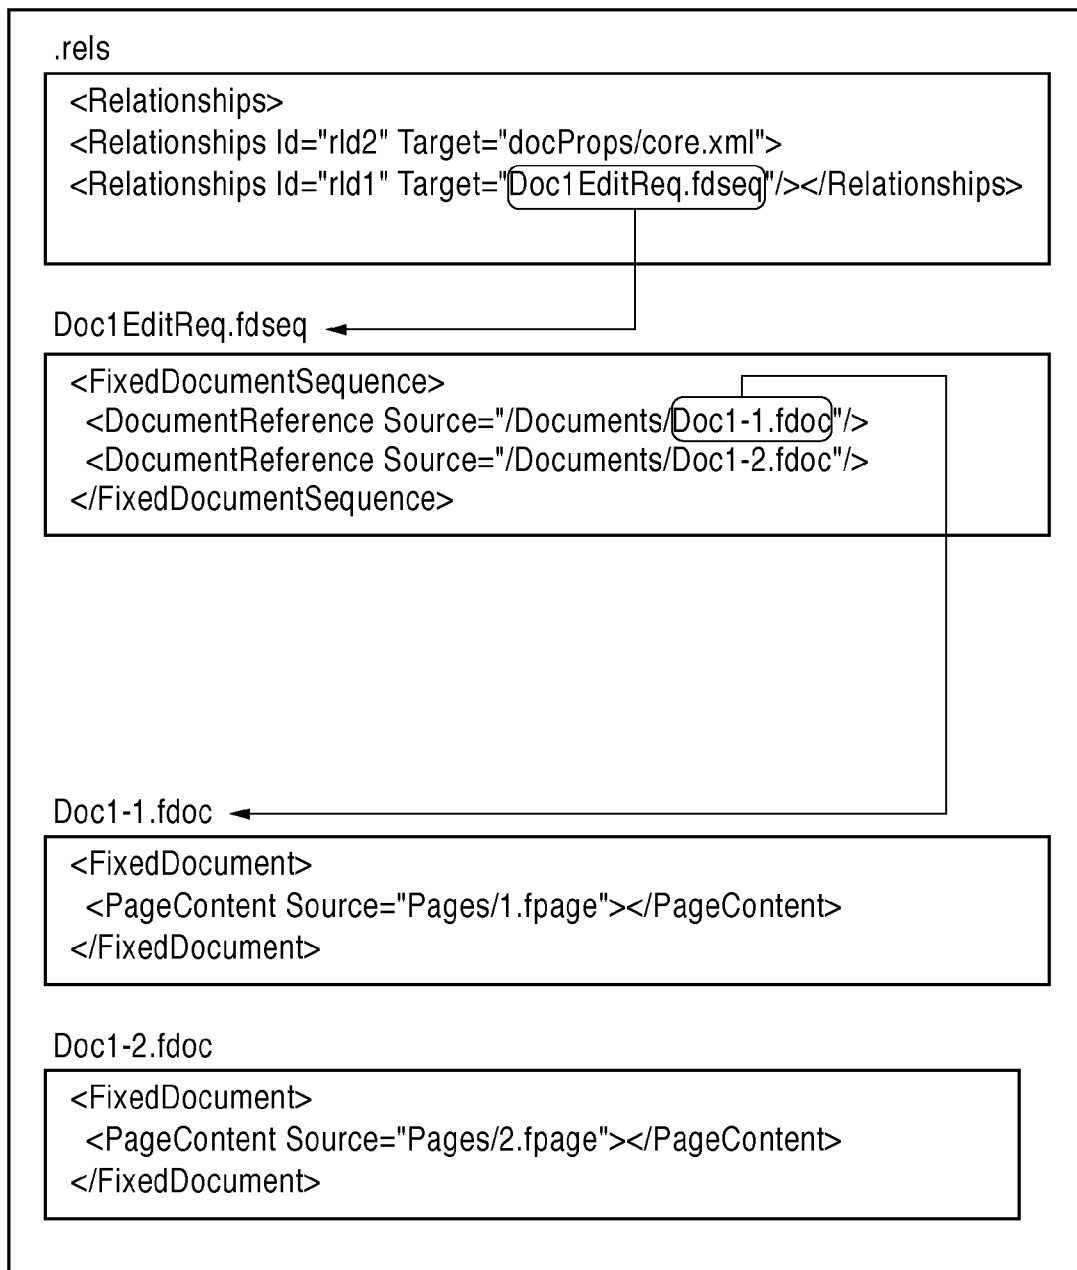 .rels
<Relationships>
<Relationships Id="rId2" Target="docProps/core.xml">
<Relationships Id="rId1" Target="Doc1EditReq.fdseq"/></Relationships>
Doc1EditReq.fdseq
<FixedDocumentSequence>
<DocumentReference Source="/Documents/Doc1-1.fdoc"/>
<DocumentReference Source="/Documents/Doc1-2.fdoc"/>
</FixedDocumentSequence>
Doc1-1.fdoc
<FixedDocument>
<PageContent Source="Pages/1.fpage"></PageContent>
</FixedDocument>
Doc1-2.fdoc
<FixedDocument>
<PageContent Source="Pages/2.fpage"></PageContent>
</FixedDocument>